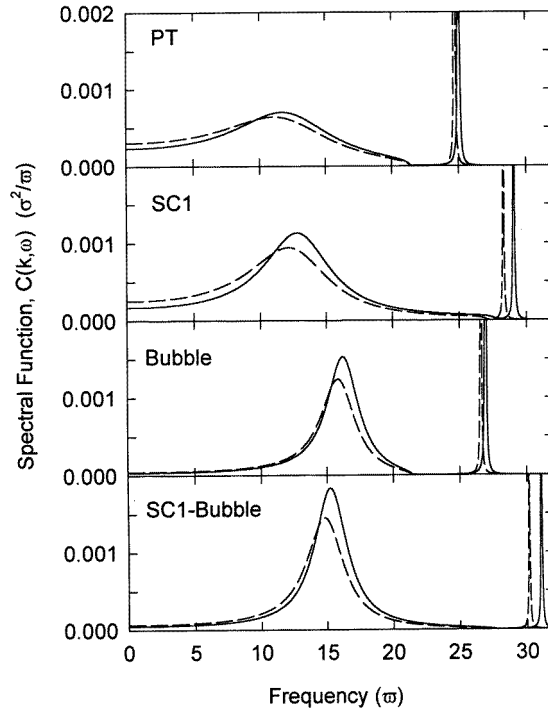 Spectral Function, C(k,ω) (σ²/ϖ)
0.002
PT
0.001
0.000
SC1
0.001
0.000
Bubble
0.001
0.000
SC1-Bubble
0.001
0.000
0 5 10 15 20 25 30
Frequency (ϖ)